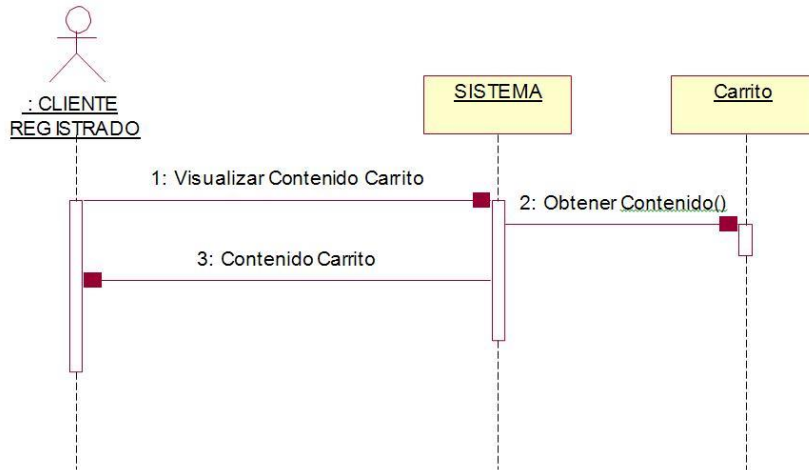 : CLIENTE
REGISTRADO
SISTEMA
Carrito
1: Visualizar Contenido Carrito
2: Obtener Contenido()
3: Contenido Carrito